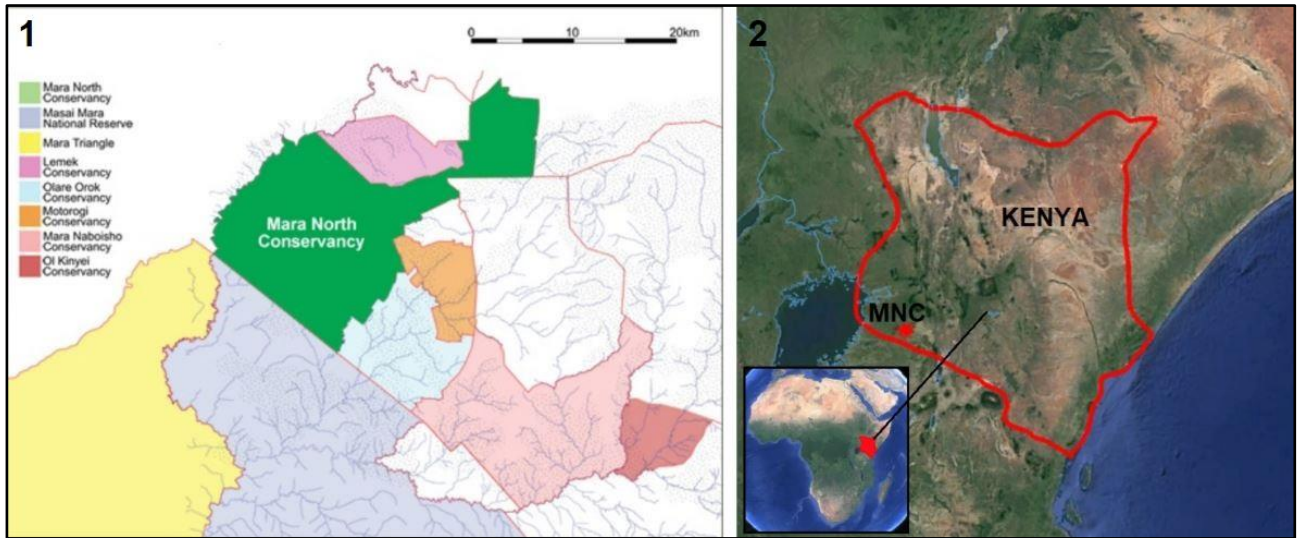 1
0 10 20km
Mara North
Conservancy
Masai Mara
National Reserve
Mara Triangle
Lemek
Conservancy
Olare Orok
Conservancy
Motorogi
Conservancy
Mara Naboisho
Conservancy
Ol Kinyei
Conservancy
Mara North
Conservancy
2
KENYA
MNC